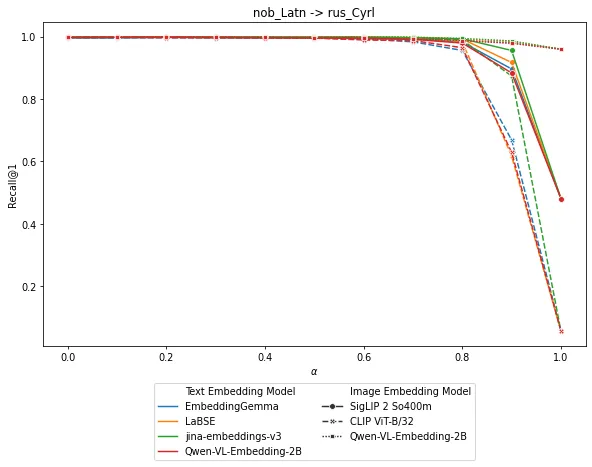 nob_Latn -> rus_Cyrl
Recall@1
1.0
0.8
0.6
0.4
0.2
0.0 0.2 0.4 0.6 0.8 1.0
α
Text Embedding Model
EmbeddingGemma
LaBSE
jina-embeddings-v3
Qwen-VL-Embedding-2B
Image Embedding Model
SigLIP 2 So400m
CLIP ViT-B/32
Qwen-VL-Embedding-2B